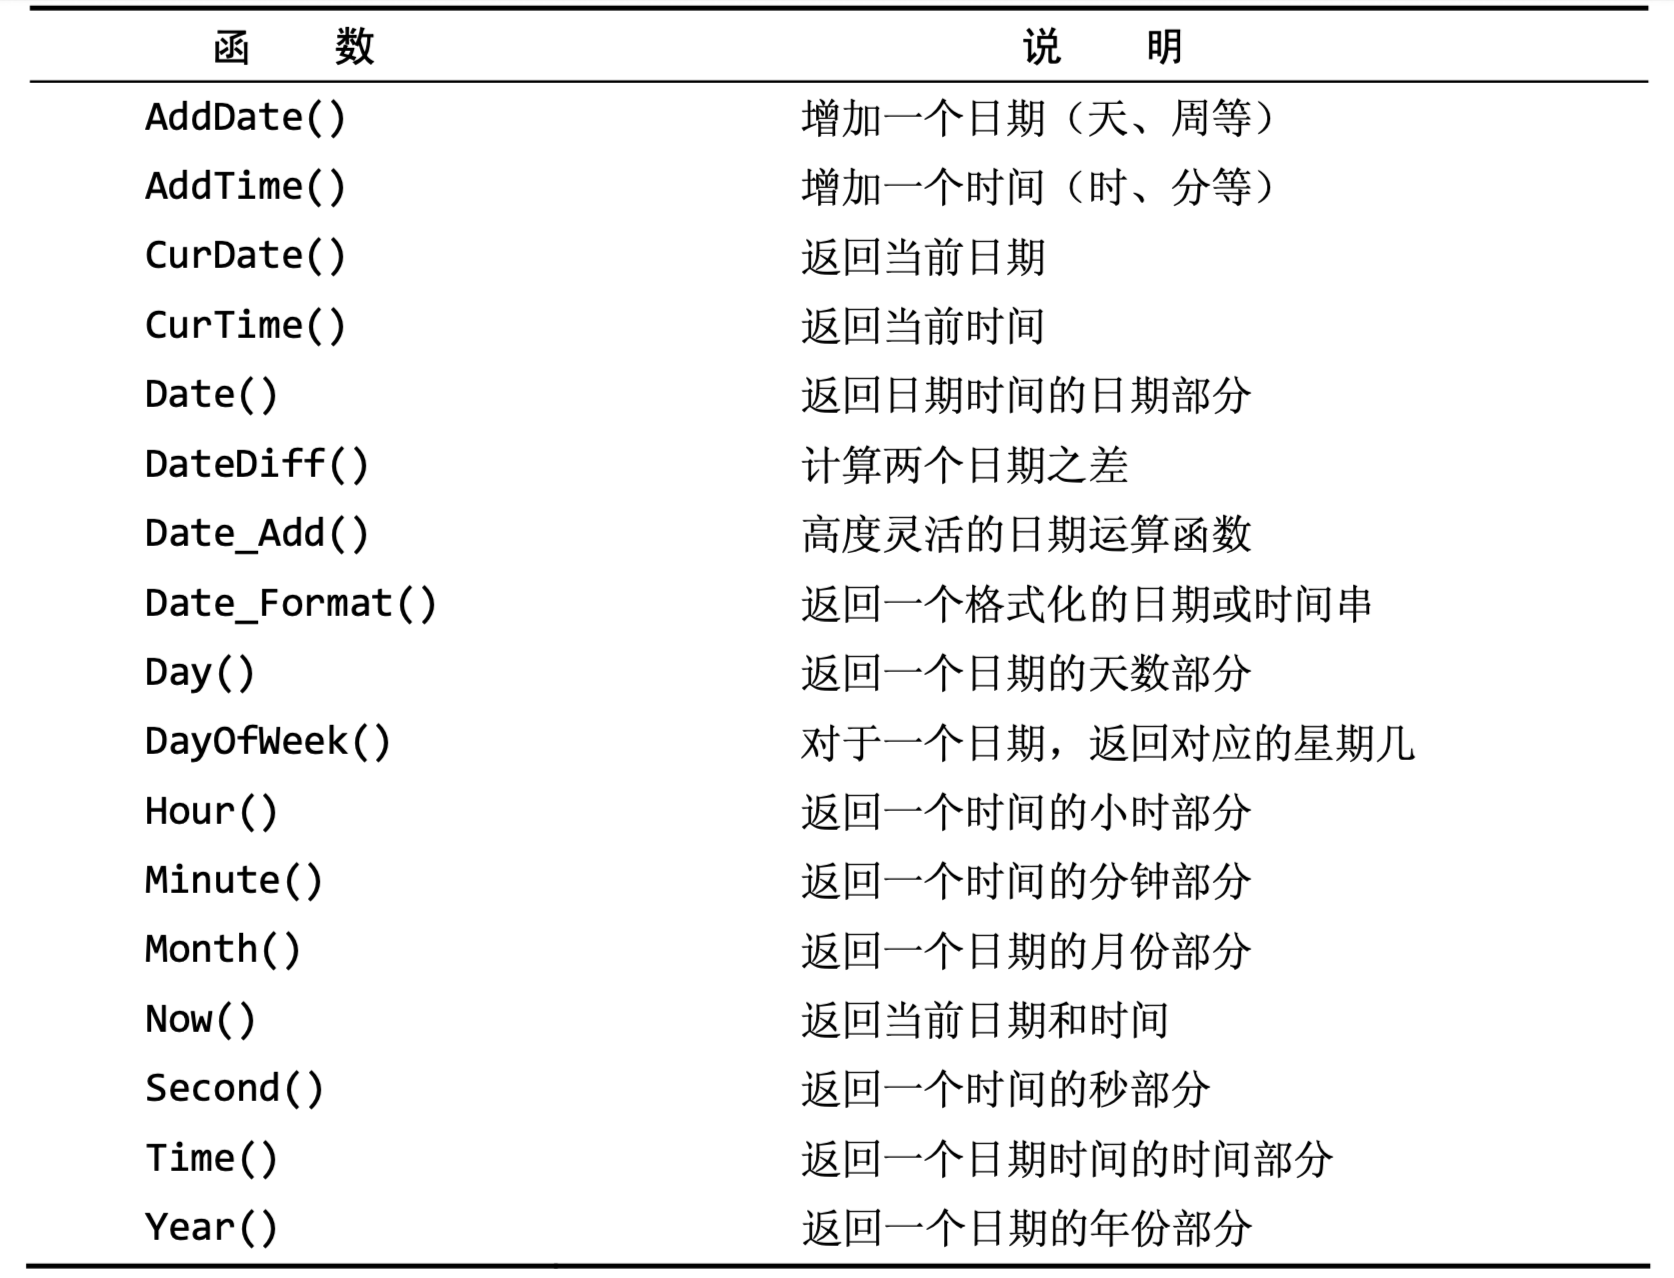 函 数 说 明
AddDate() 增加一个日期（天、周等）
AddTime() 增加一个时间（时、分等）
CurDate() 返回当前日期
CurTime() 返回当前时间
Date() 返回日期时间的日期部分
DateDiff() 计算两个日期之差
Date_Add() 高度灵活的日期运算函数
Date_Format() 返回一个格式化的日期或时间串
Day() 返回一个日期的天数部分
DayOfWeek() 对于一个日期，返回对应的星期几
Hour() 返回一个时间的小时部分
Minute() 返回一个时间的分钟部分
Month() 返回一个日期的月份部分
Now() 返回当前日期和时间
Second() 返回一个时间的秒部分
Time() 返回一个日期时间的时间部分
Year() 返回一个日期的年份部分